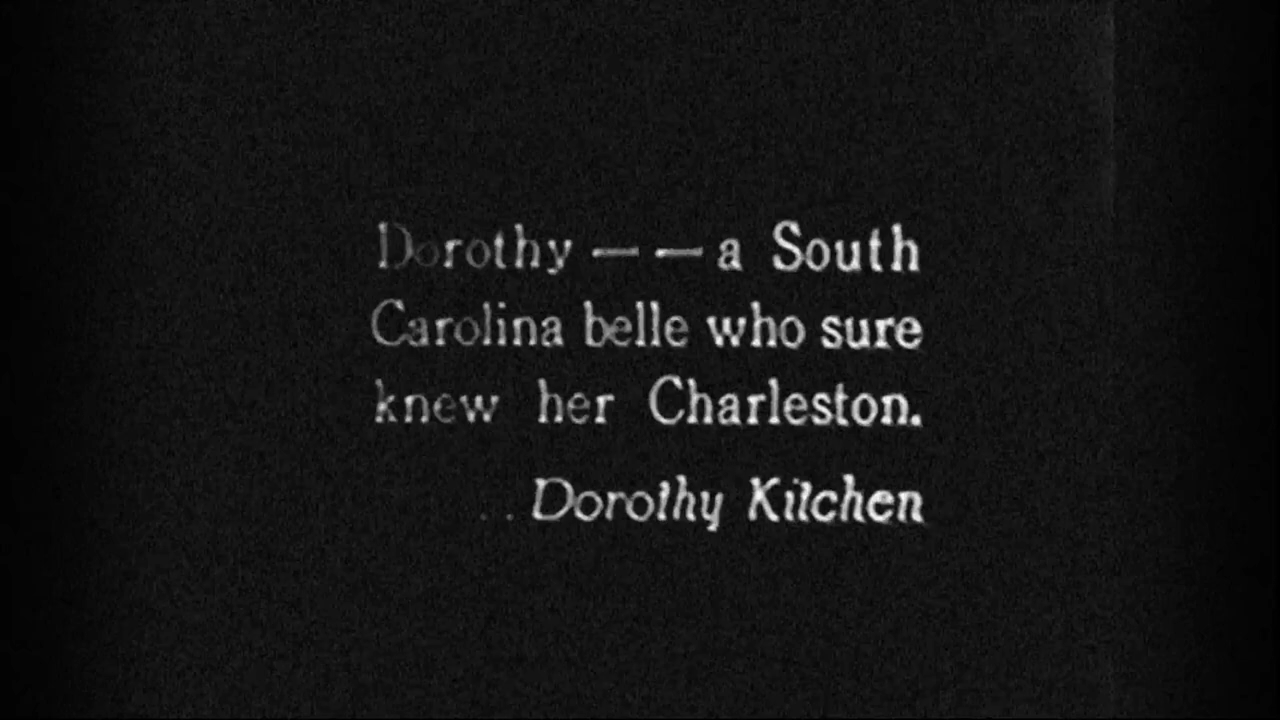 Dorothy — — a South
Carolina belle who sure
knew her Charleston.
.. Dorothy Kitchen